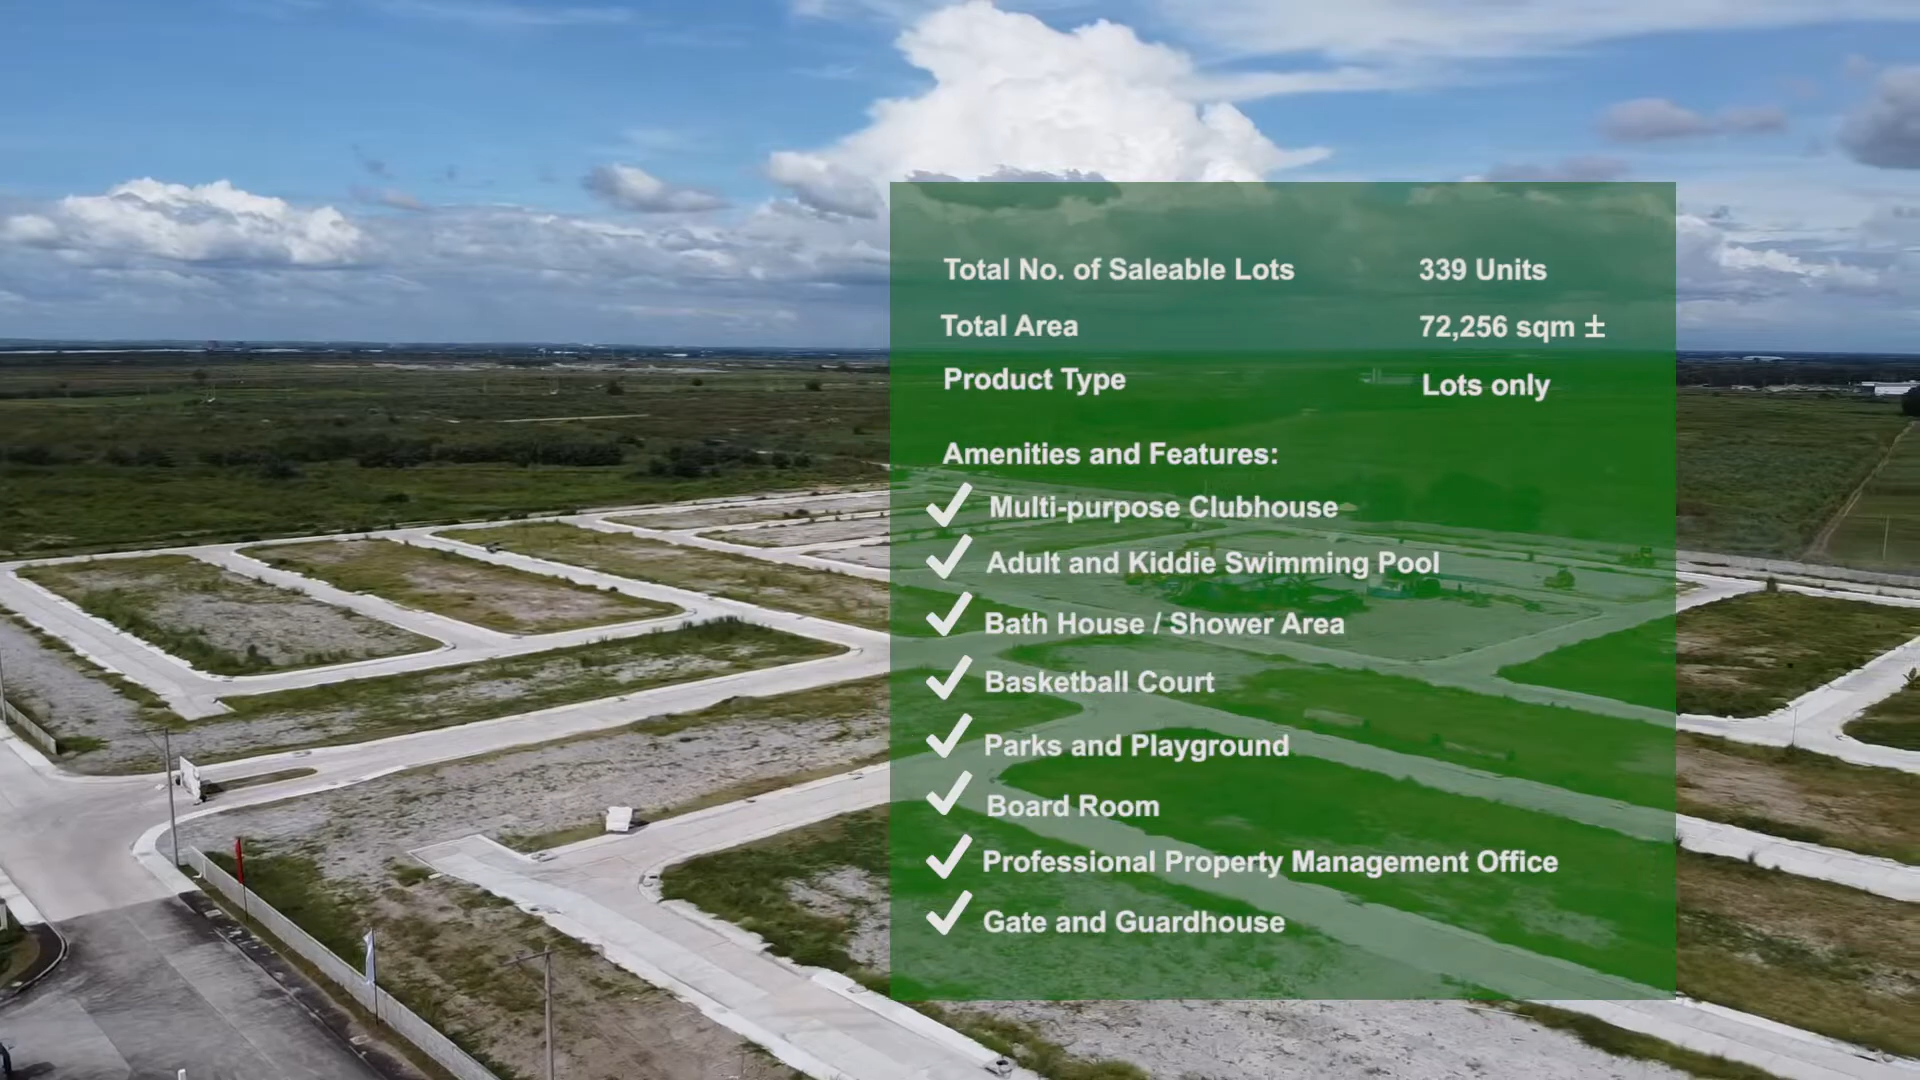 Total No. of Saleable Lots 339 Units
Total Area 72,256 sqm ±
Product Type Lots only
Amenities and Features:
Multi-purpose Clubhouse
Adult and Kiddie Swimming Pool
Bath House / Shower Area
Basketball Court
Parks and Playground
Board Room
Professional Property Management Office
Gate and Guardhouse